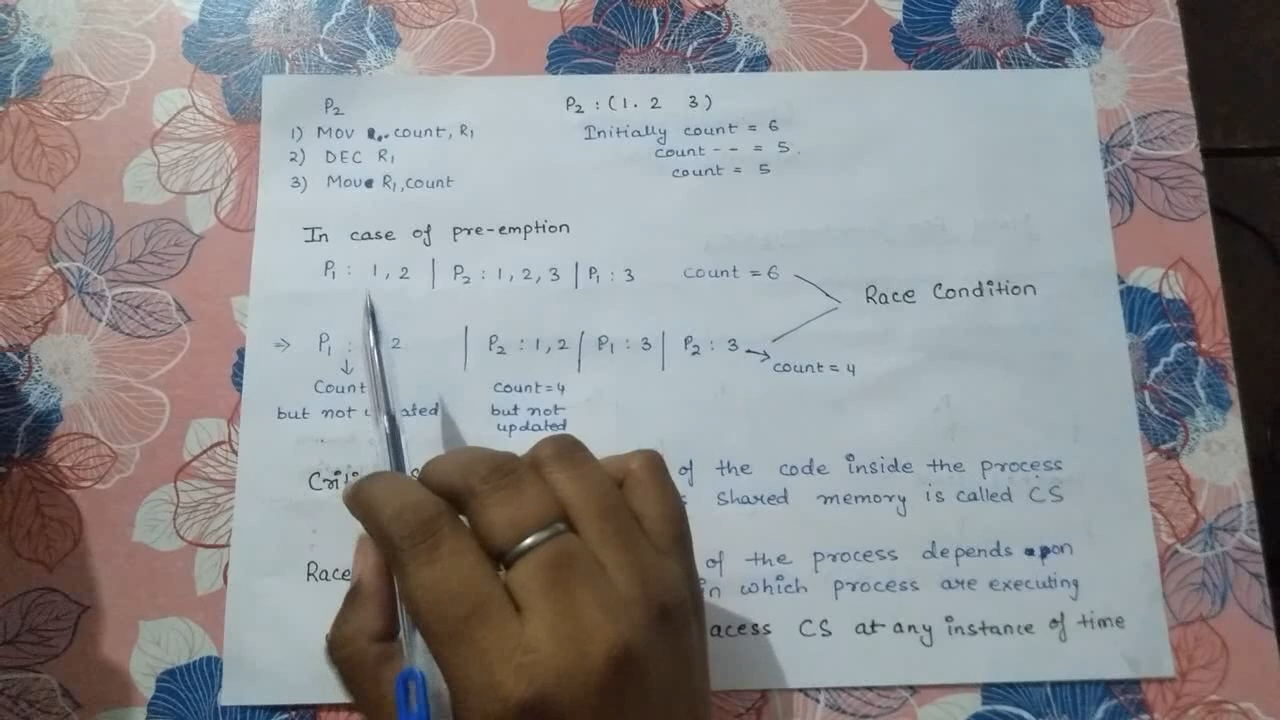 P2
1) Mov count, R1
2) DEC R1
3) Move R1, count
P2 : (1. 2 3)
Initially count = 6
count - - = 5
count = 5
In case of pre-emption
P1 : 1, 2 | P2 : 1, 2, 3 | P1 : 3 count = 6
Race Condition
⇒ P1 : 2 | P2 : 1, 2 | P1 : 3 | P2 : 3 → count = 4
↓
Count
but not
count = 4
but not
updated
of the code inside the process
shared memory is called CS
Race of the process depends upon
in which process are executing
acess CS at any instance of time